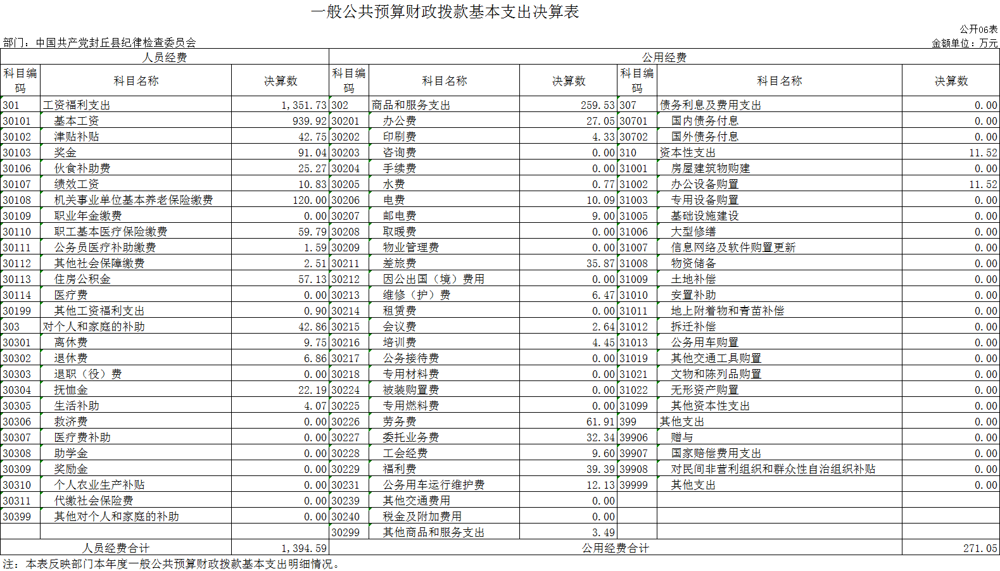 一般公共预算财政拨款基本支出决算表
公开06表
部门：中国共产党封丘县纪律检查委员会 金额单位：万元
人员经费 公用经费
科目编码 科目名称 决算数 科目编码 科目名称 决算数 科目编码 科目名称 决算数
301 工资福利支出 1,351.73 302 商品和服务支出 259.53 307 债务利息及费用支出 0.00
30101 基本工资 939.92 30201 办公费 27.05 30701 国内债务付息 0.00
30102 津贴补贴 42.75 30202 印刷费 4.33 30702 国外债务付息 0.00
30103 奖金 91.04 30203 咨询费 0.00 310 资本性支出 11.52
30106 伙食补助费 25.27 30204 手续费 0.00 31001 房屋建筑物购建 0.00
30107 绩效工资 10.83 30205 水费 0.77 31002 办公设备购置 11.52
30108 机关事业单位基本养老保险缴费 120.00 30206 电费 10.09 31003 专用设备购置 0.00
30109 职业年金缴费 0.00 30207 邮电费 9.00 31005 基础设施建设 0.00
30110 职工基本医疗保险缴费 59.79 30208 取暖费 0.00 31006 大型修缮 0.00
30111 公务员医疗补助缴费 1.59 30209 物业管理费 0.00 31007 信息网络及软件购置更新 0.00
30112 其他社会保障缴费 2.51 30211 差旅费 35.87 31008 物资储备 0.00
30113 住房公积金 57.13 30212 因公出国（境）费用 0.00 31009 土地补偿 0.00
30114 医疗费 0.00 30213 维修（护）费 6.47 31010 安置补助 0.00
30199 其他工资福利支出 0.90 30214 租赁费 0.00 31011 地上附着物和青苗补偿 0.00
303 对个人和家庭的补助 42.86 30215 会议费 2.64 31012 拆迁补偿 0.00
30301 离休费 9.75 30216 培训费 4.45 31013 公务用车购置 0.00
30302 退休费 6.86 30217 公务接待费 0.00 31019 其他交通工具购置 0.00
30303 退职（役）费 0.00 30218 专用材料费 0.00 31021 文物和陈列品购置 0.00
30304 抚恤金 22.19 30224 被装购置费 0.00 31022 无形资产购置 0.00
30305 生活补助 4.07 30225 专用燃料费 0.00 31099 其他资本性支出 0.00
30306 救济费 0.00 30226 劳务费 61.91 399 其他支出 0.00
30307 医疗费补助 0.00 30227 委托业务费 32.34 39906 赠与 0.00
30308 助学金 0.00 30228 工会经费 9.60 39907 国家赔偿费用支出 0.00
30309 奖励金 0.00 30229 福利费 39.39 39908 对民间非营利组织和群众性自治组织补贴 0.00
30310 个人农业生产补贴 0.00 30231 公务用车运行维护费 12.13 39999 其他支出 0.00
30311 代缴社会保险费 0.00 30239 其他交通费用 0.00
30399 其他对个人和家庭的补助 0.00 30240 税金及附加费用 0.00
30299 其他商品和服务支出 3.49
人员经费合计 1,394.59 公用经费合计 271.05
注：本表反映部门本年度一般公共预算财政拨款基本支出明细情况。